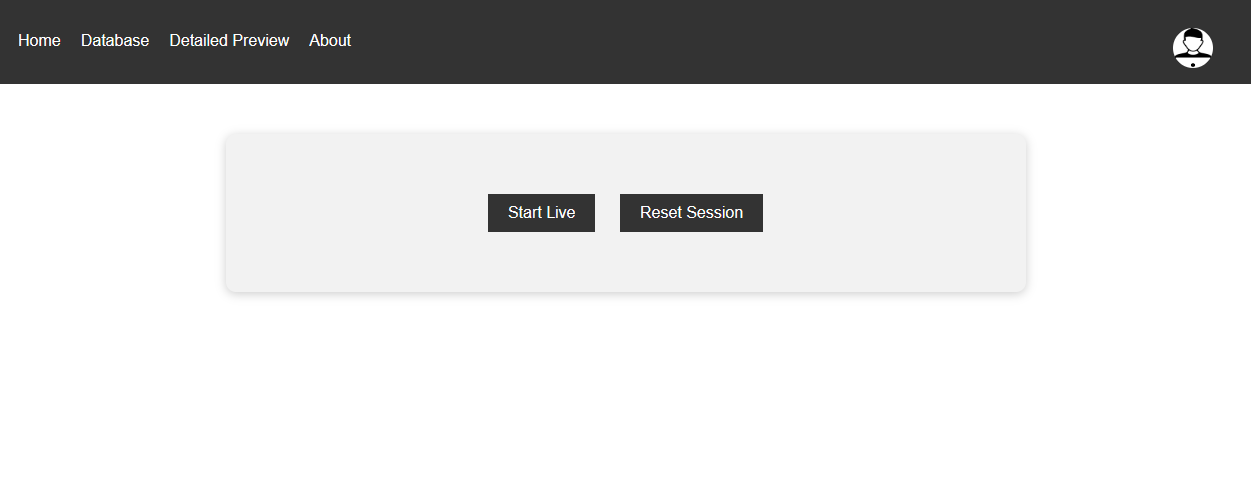 Home Database Detailed Preview About
Start Live Reset Session